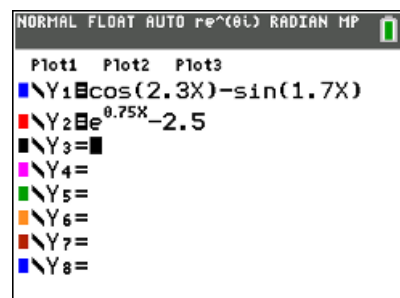 NORMAL FLOAT AUTO re^(θi) RADIAN MP
Plot1 Plot2 Plot3
\Y₁=cos(2.3X)-sin(1.7X)
\Y₂=e^0.75X-2.5
\Y₃=
\Y₄=
\Y₅=
\Y₆=
\Y₇=
\Y₈=